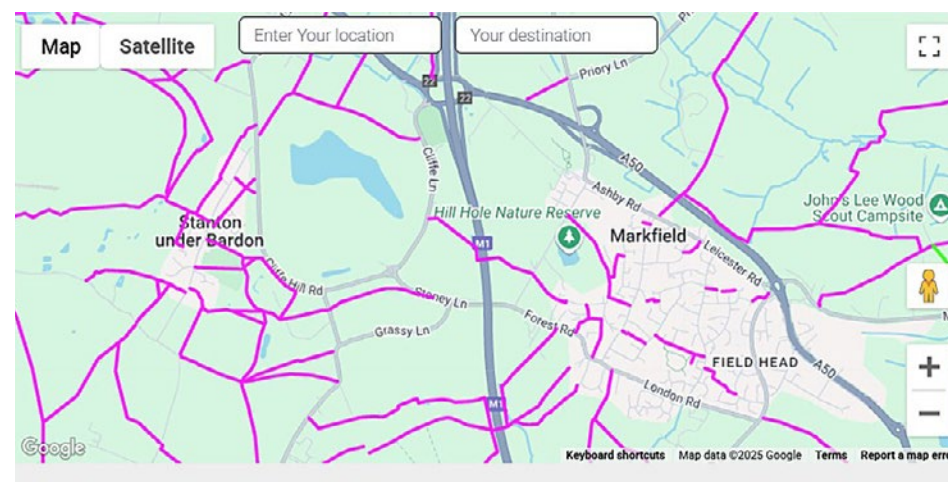 Map
Satellite
Enter Your location
Your destination
22
22
Priory Ln
A50
Cliffe Ln
Ashby Rd
John's Lee Wood
Scout Campsite
Hill Hole Nature Reserve
Stanton
under Bardon
M1
Markfield
Leicester Rd
Cliffe Hill Rd
Stoney Ln
Forest Rd
Grassy Ln
FIELD HEAD
A50
London Rd
M1
Google
Keyboard shortcuts
Map data ©2025 Google
Terms
Report a map erro